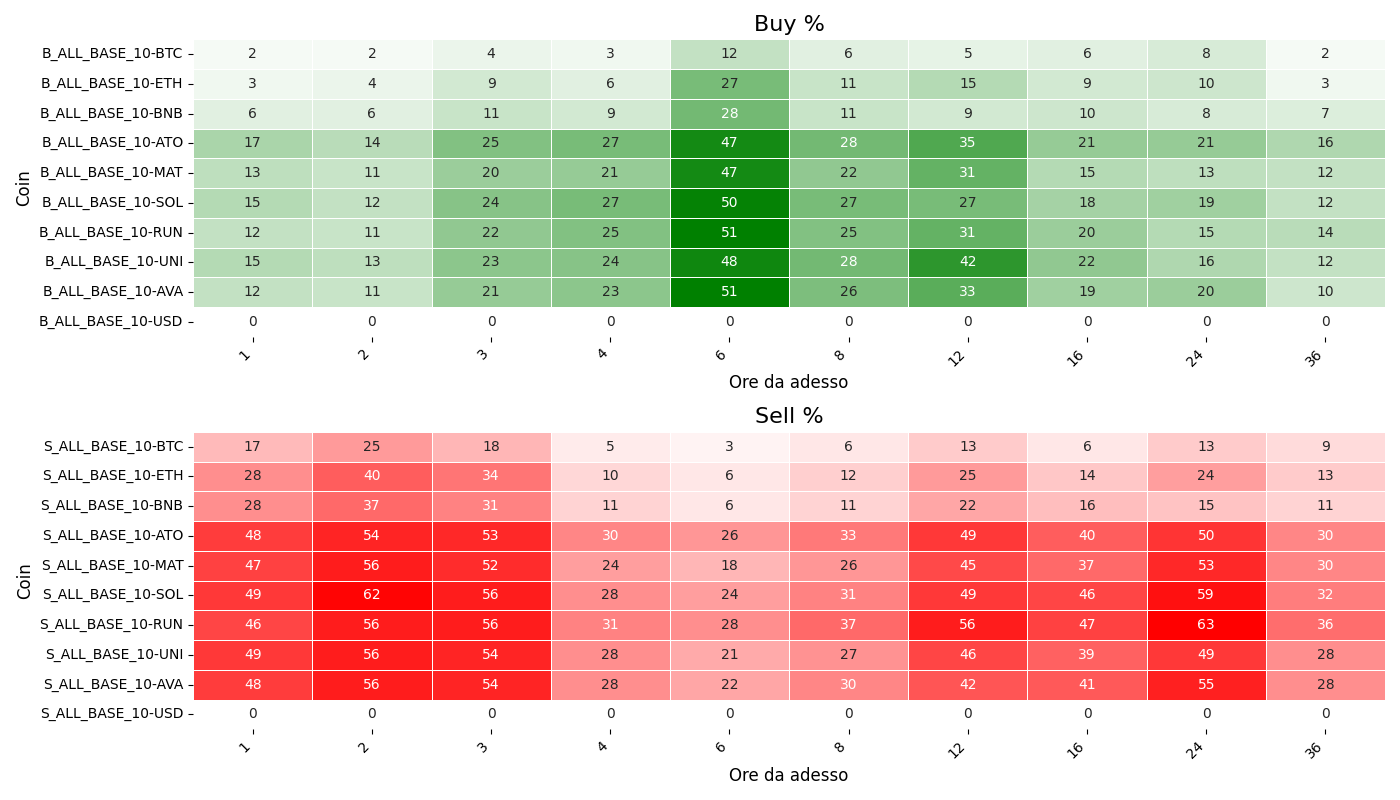 Buy %
Coin
B_ALL_BASE_10-BTC 2 2 4 3 12 6 5 6 8 2
B_ALL_BASE_10-ETH 3 4 9 6 27 11 15 9 10 3
B_ALL_BASE_10-BNB 6 6 11 9 28 11 9 10 8 7
B_ALL_BASE_10-ATO 17 14 25 27 47 28 35 21 21 16
B_ALL_BASE_10-MAT 13 11 20 21 47 22 31 15 13 12
B_ALL_BASE_10-SOL 15 12 24 27 50 27 27 18 19 12
B_ALL_BASE_10-RUN 12 11 22 25 51 25 31 20 15 14
B_ALL_BASE_10-UNI 15 13 23 24 48 28 42 22 16 12
B_ALL_BASE_10-AVA 12 11 21 23 51 26 33 19 20 10
B_ALL_BASE_10-USD 0 0 0 0 0 0 0 0 0 0
1 2 3 4 6 8 12 16 24 36
Ore da adesso
Sell %
Coin
S_ALL_BASE_10-BTC 17 25 18 5 3 6 13 6 13 9
S_ALL_BASE_10-ETH 28 40 34 10 6 12 25 14 24 13
S_ALL_BASE_10-BNB 28 37 31 11 6 11 22 16 15 11
S_ALL_BASE_10-ATO 48 54 53 30 26 33 49 40 50 30
S_ALL_BASE_10-MAT 47 56 52 24 18 26 45 37 53 30
S_ALL_BASE_10-SOL 49 62 56 28 24 31 49 46 59 32
S_ALL_BASE_10-RUN 46 56 56 31 28 37 56 47 63 36
S_ALL_BASE_10-UNI 49 56 54 28 21 27 46 39 49 28
S_ALL_BASE_10-AVA 48 56 54 28 22 30 42 41 55 28
S_ALL_BASE_10-USD 0 0 0 0 0 0 0 0 0 0
1 2 3 4 6 8 12 16 24 36
Ore da adesso